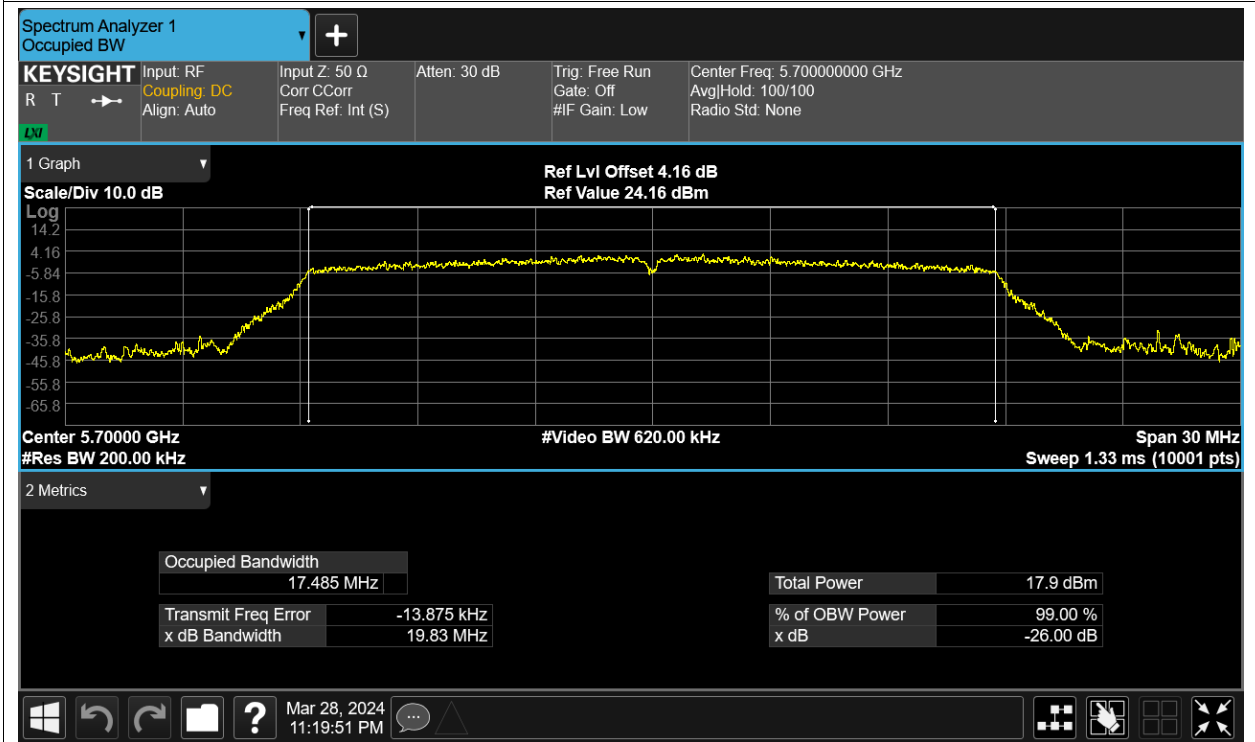 Spectrum Analyzer 1
Occupied BW
KEYSIGHT
R T
LXI
Input: RF
Coupling: DC
Align: Auto
Input Z: 50 Ω
Corr CCorr
Freq Ref: Int (S)
Atten: 30 dB
Trig: Free Run
Gate: Off
#IF Gain: Low
Center Freq: 5.700000000 GHz
Avg|Hold: 100/100
Radio Std: None
1 Graph
Scale/Div 10.0 dB
Ref Lvl Offset 4.16 dB
Ref Value 24.16 dBm
Log
14.2
4.16
-5.84
-15.8
-25.8
-35.8
-45.8
-55.8
-65.8
Center 5.70000 GHz
#Video BW 620.00 kHz
Span 30 MHz
#Res BW 200.00 kHz
Sweep 1.33 ms (10001 pts)
2 Metrics
Occupied Bandwidth
17.485 MHz
Total Power 17.9 dBm
Transmit Freq Error -13.875 kHz
% of OBW Power 99.00 %
x dB Bandwidth 19.83 MHz
x dB -26.00 dB
?
Mar 28, 2024
11:19:51 PM